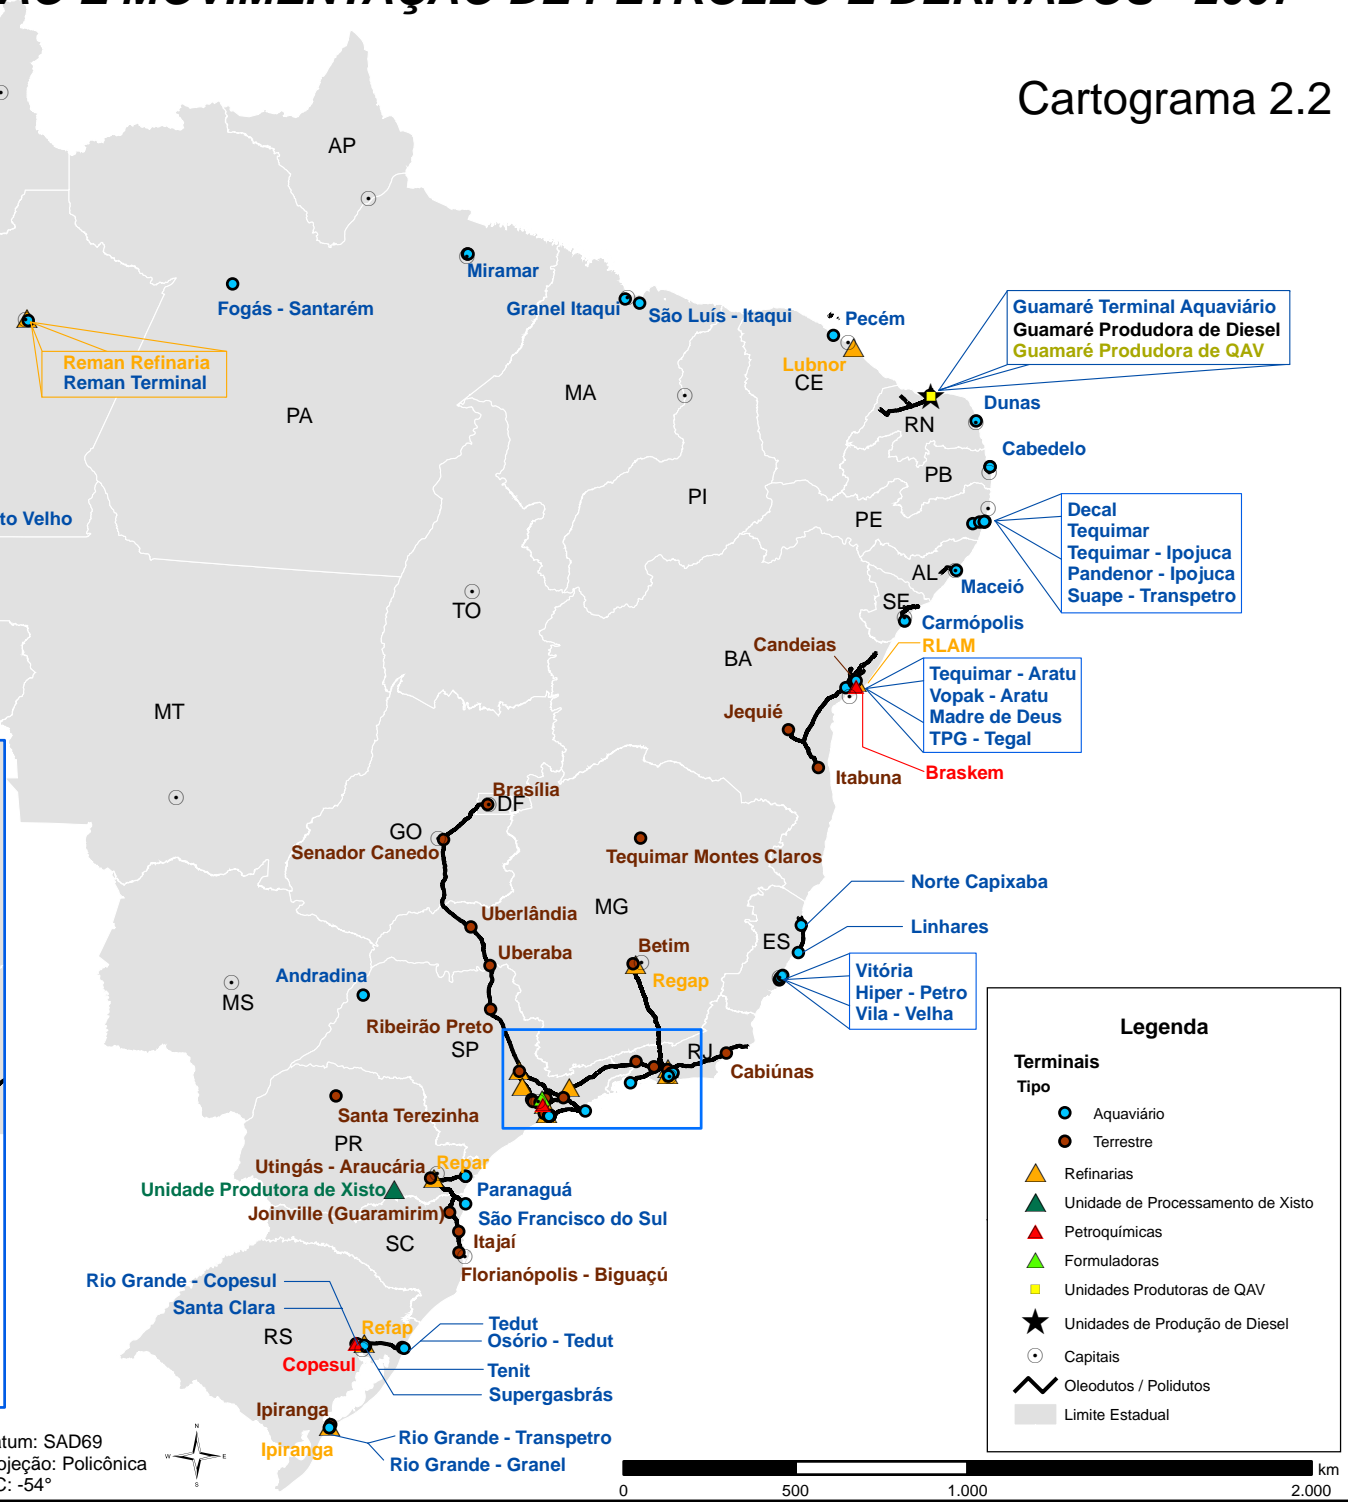 MOVIMENTAÇÃO DE PETRÓLEO E DERIVADOS - 2007
Cartograma 2.2
AP
Miramar
Fogás - Santarém
Granel Itaqui
São Luís - Itaqui
Pecém
Guamaré Terminal Aquaviário
Guamaré Produdora de Diesel
Guamaré Produdora de QAV
Reman Refinaria
Reman Terminal
Lubnor
CE
MA
PA
RN
Dunas
Cabedelo
PB
PI
PE
to Velho
Decal
Tequimar
Tequimar - Ipojuca
Pandenor - Ipojuca
Suape - Transpetro
AL
Maceió
TO
SE
Carmópolis
Candeias
RLAM
BA
Tequimar - Aratu
Vopak - Aratu
Madre de Deus
TPG - Tegal
MT
Jequié
Itabuna
Braskem
Brasília
DF
GO
Senador Canedo
Tequimar Montes Claros
Norte Capixaba
MG
Uberlândia
Linhares
ES
Uberaba
Betim
Regap
Vitória
Hiper - Petro
Vila - Velha
Andradina
MS
Ribeirão Preto
SP
RJ
Cabiúnas
Santa Terezinha
PR
Utingás - Araucária
Repar
Unidade Produtora de Xisto
Paranaguá
Joinville (Guaramirim)
São Francisco do Sul
SC
Itajaí
Florianópolis - Biguaçú
Rio Grande - Copesul
Santa Clara
RS
Refap
Tedut
Osório - Tedut
Copesul
Tenit
Supergasbrás
Ipiranga
Ipiranga
Rio Grande - Transpetro
Rio Grande - Granel
Legenda
Terminais
Tipo
Aquaviário
Terrestre
Refinarias
Unidade de Processamento de Xisto
Petroquímicas
Formuladoras
Unidades Produtoras de QAV
Unidades de Produção de Diesel
Capitais
Oleodutos / Polidutos
Limite Estadual
atum: SAD69
ojeção: Policônica
C: -54°
N
W
E
S
km
0
500
1.000
2.000